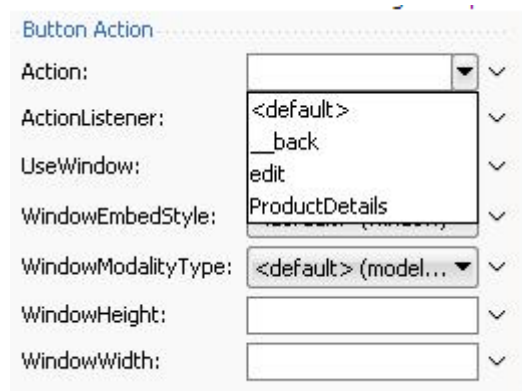 Button Action
Action:
<default>
ActionListener:
__back
UseWindow:
edit
ProductDetails
WindowEmbedStyle:
WindowModalityType: <default> (model...
WindowHeight:
WindowWidth: